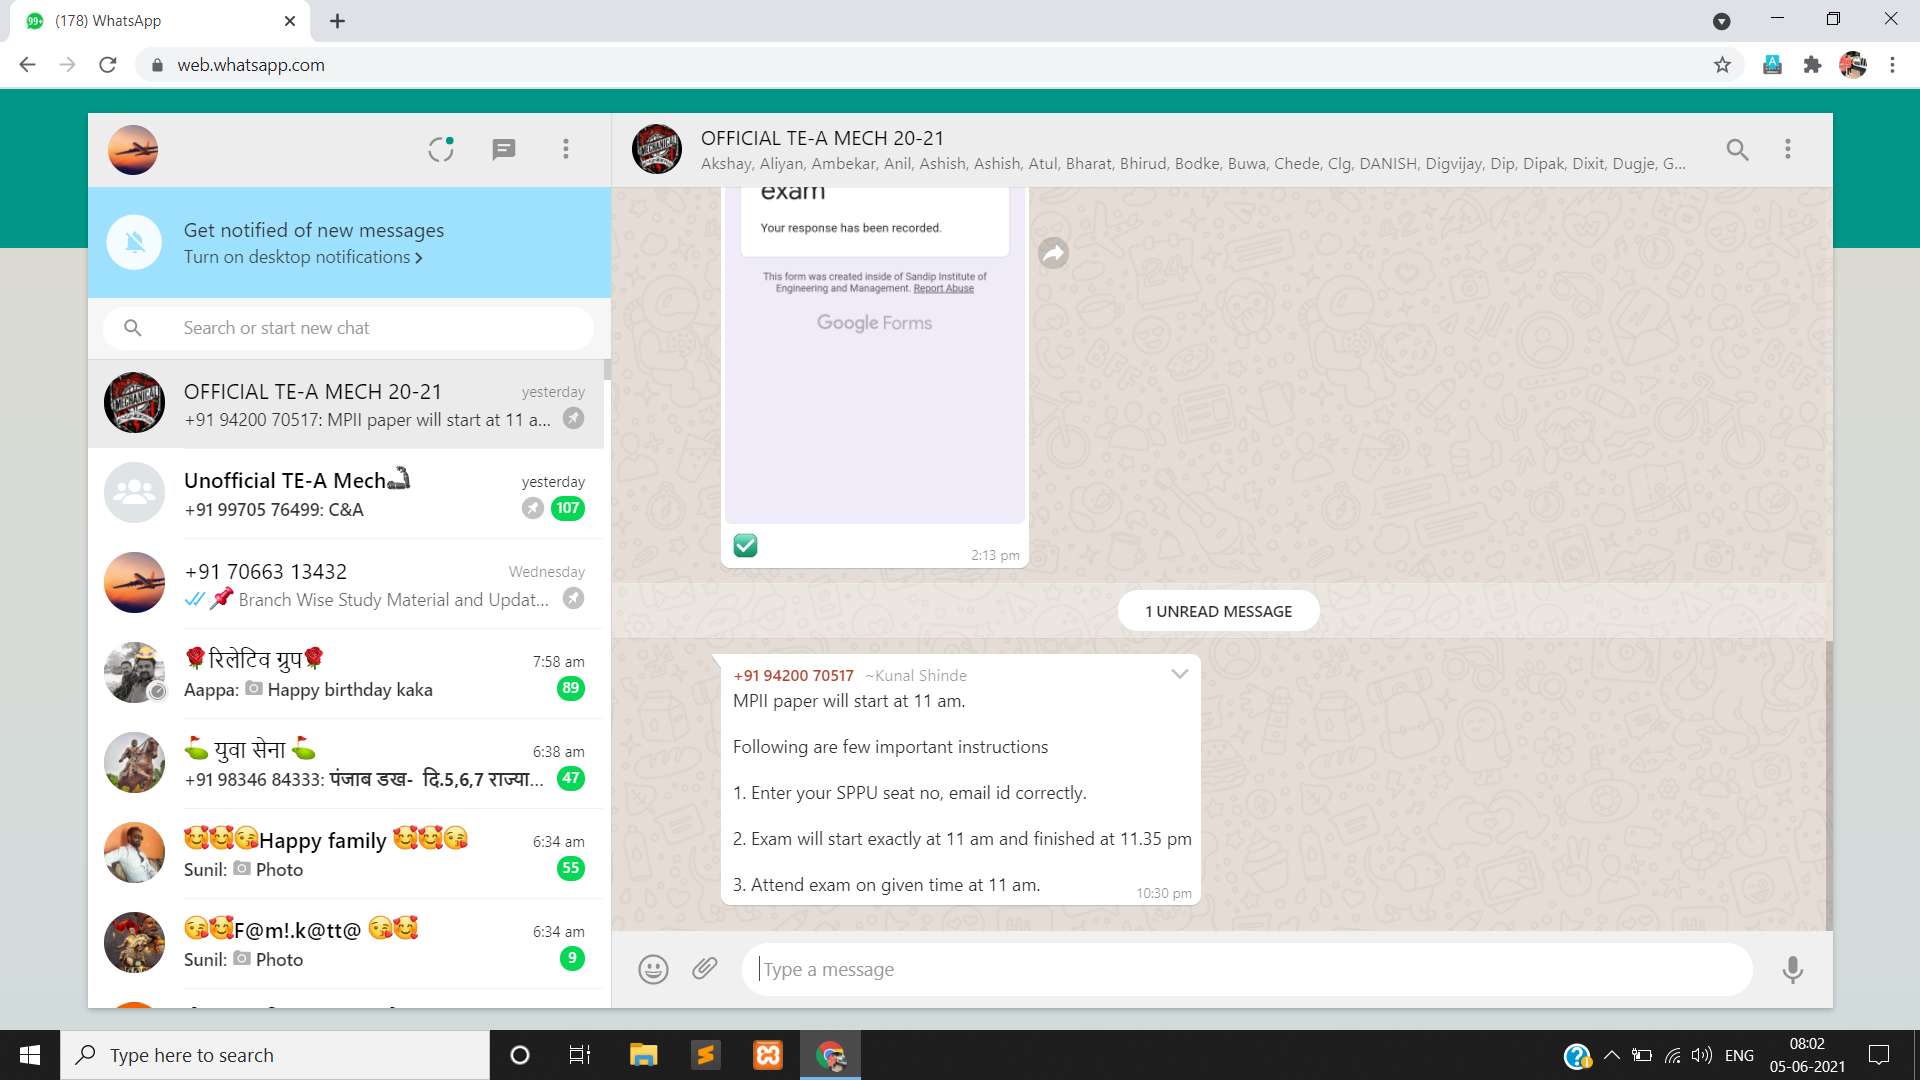 (178) WhatsApp
web.whatsapp.com
OFFICIAL TE-A MECH 20-21
Akshay, Aliyan, Ambekar, Anil, Ashish, Ashish, Atul, Bharat, Bhirud, Bodke, Buwa, Chede, Clg, DANISH, Digvijay, Dip, Dipak, Dixit, Dugje, G...
Get notified of new messages
Turn on desktop notifications
Search or start new chat
OFFICIAL TE-A MECH 20-21
yesterday
+91 94200 70517: MPII paper will start at 11 a...
Unofficial TE-A Mech
yesterday
+91 99705 76499: C&A
107
+91 70663 13432
Wednesday
📌 Branch Wise Study Material and Updat...
🌹रिलेटिव ग्रुप🌹
7:58 am
Aappa: 📷 Happy birthday kaka
89
⛳ युवा सेना ⛳
6:38 am
+91 98346 84333: पंजाब डख- दि.5,6,7 राज्या...
47
🥰🥰😘Happy family 🥰🥰😘
6:34 am
Sunil: 📷 Photo
55
😘🥰F@m!.k@tt@ 😘🥰
6:34 am
Sunil: 📷 Photo
9
exam
Your response has been recorded.
This form was created inside of Sandip Institute of
Engineering and Management. Report Abuse
Google Forms
✅
2:13 pm
1 UNREAD MESSAGE
+91 94200 70517 ~Kunal Shinde
MPII paper will start at 11 am.
Following are few important instructions
1. Enter your SPPU seat no, email id correctly.
2. Exam will start exactly at 11 am and finished at 11.35 pm
3. Attend exam on given time at 11 am.
10:30 pm
Type a message
Type here to search
ENG
08:02
05-06-2021